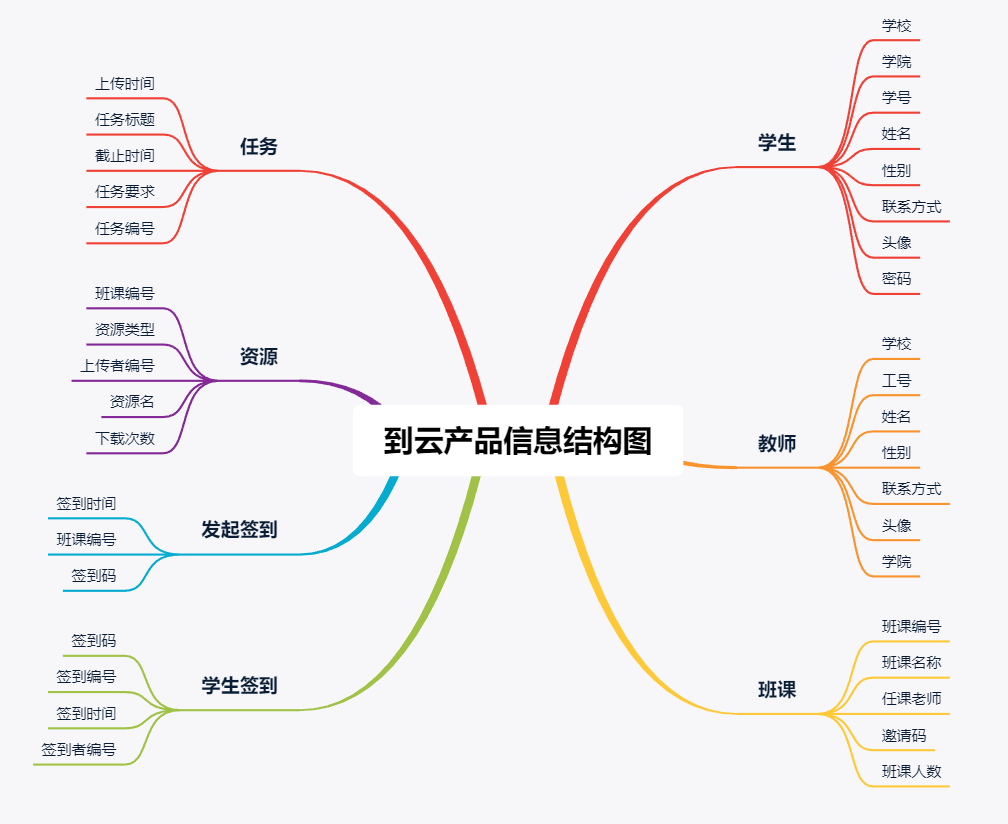 到云产品信息结构图
学生
学校
学院
学号
姓名
性别
联系方式
头像
密码
教师
学校
工号
姓名
性别
联系方式
头像
学院
班课
班课编号
班课名称
任课老师
邀请码
班课人数
任务
上传时间
任务标题
截止时间
任务要求
任务编号
资源
班课编号
资源类型
上传者编号
资源名
下载次数
发起签到
签到时间
班课编号
签到码
学生签到
签到码
签到编号
签到时间
签到者编号